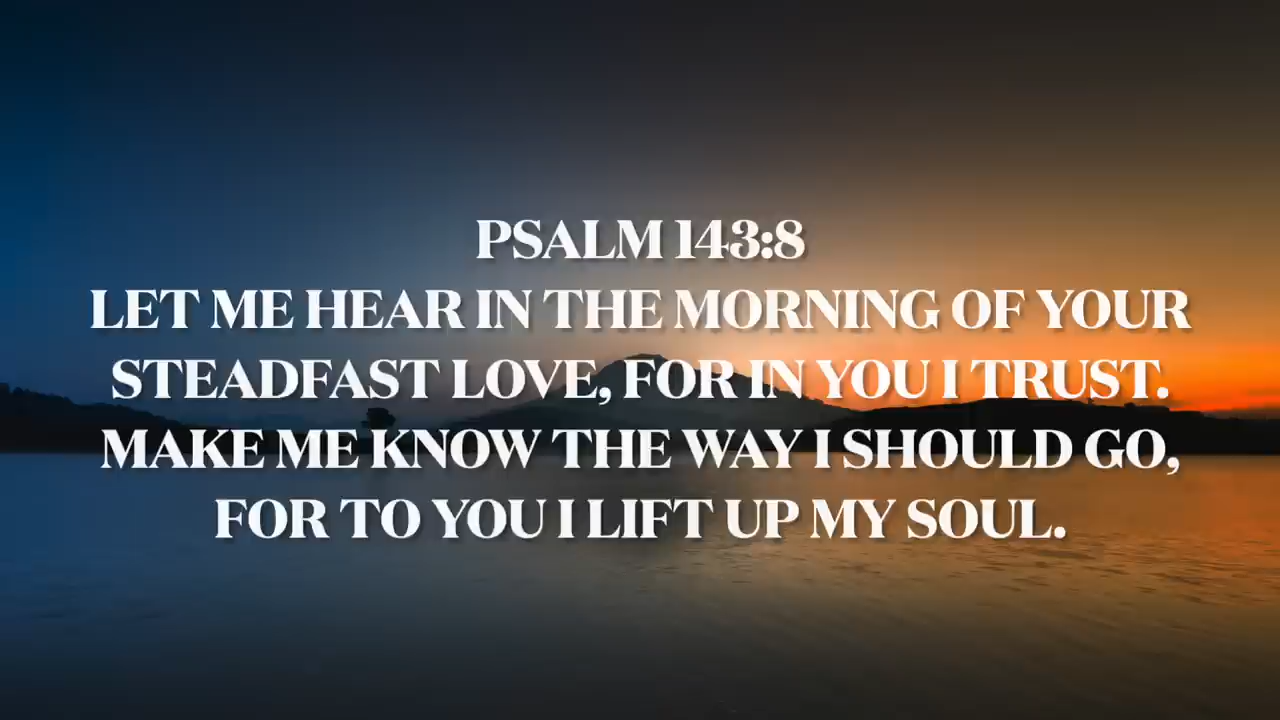 PSALM 143:8
LET ME HEAR IN THE MORNING OF YOUR
STEADFAST LOVE, FOR IN YOU I TRUST.
MAKE ME KNOW THE WAY I SHOULD GO,
FOR TO YOU I LIFT UP MY SOUL.